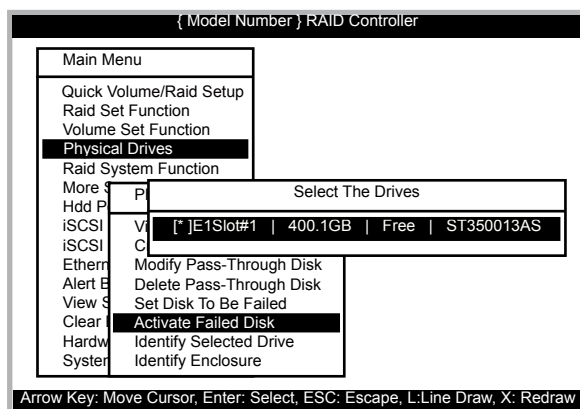 { Model Number } RAID Controller
Main Menu
Quick Volume/Raid Setup
Raid Set Function
Volume Set Function
Physical Drives
Raid System Function
More S
Hdd P
iSCSI
iSCSI
Ethern
Alert B
View S
Clear
Hardw
System
Select The Drives
[* ]E1Slot#1 | 400.1GB | Free | ST350013AS
Modify Pass-Through Disk
Delete Pass-Through Disk
Set Disk To Be Failed
Activate Failed Disk
Identify Selected Drive
Identify Enclosure
Arrow Key: Move Cursor, Enter: Select, ESC: Escape, L:Line Draw, X: Redraw